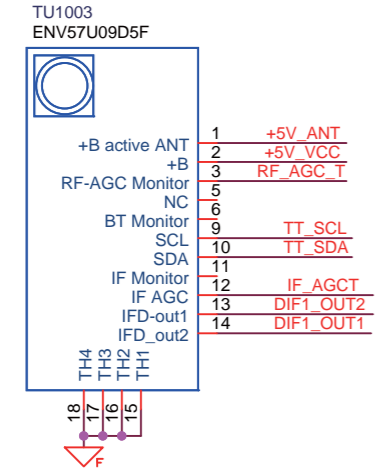 TU1003
ENV57U09D5F
+B active ANT 1 +5V_ANT
+B 2 +5V_VCC
RF-AGC Monitor 3 RF_AGC_T
NC 5
BT Monitor 6
SCL 9 TT_SCL
SDA 10 TT_SDA
IF Monitor 11
IF AGC 12 IF_AGCT
IFD-out1 13 DIF1_OUT2
IFD_out2 14 DIF1_OUT1
TH4 TH3 TH2 TH1
18 17 16 15
F